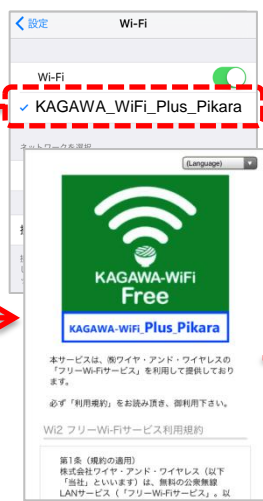 設定
Wi-Fi
Wi-Fi
KAGAWA_WiFi_Plus_Pikara
ネットワークを選択
(Language)
KAGAWA-WiFi
Free
KAGAWA-WiFi_Plus_Pikara
本サービスは、㈱ワイヤ・アンド・ワイヤレスの
「フリーWi-Fiサービス」を利用して提供しており
ます。
必ず「利用規約」をお読み頂き、御利用下さい。
Wi2 フリーWi-Fiサービス利用規約
第1条（規約の適用）
株式会社ワイヤ・アンド・ワイヤレス（以下
「当社」といいます）は、無料の公衆無線
LANサービス（「フリーWi-Fiサービス」。以